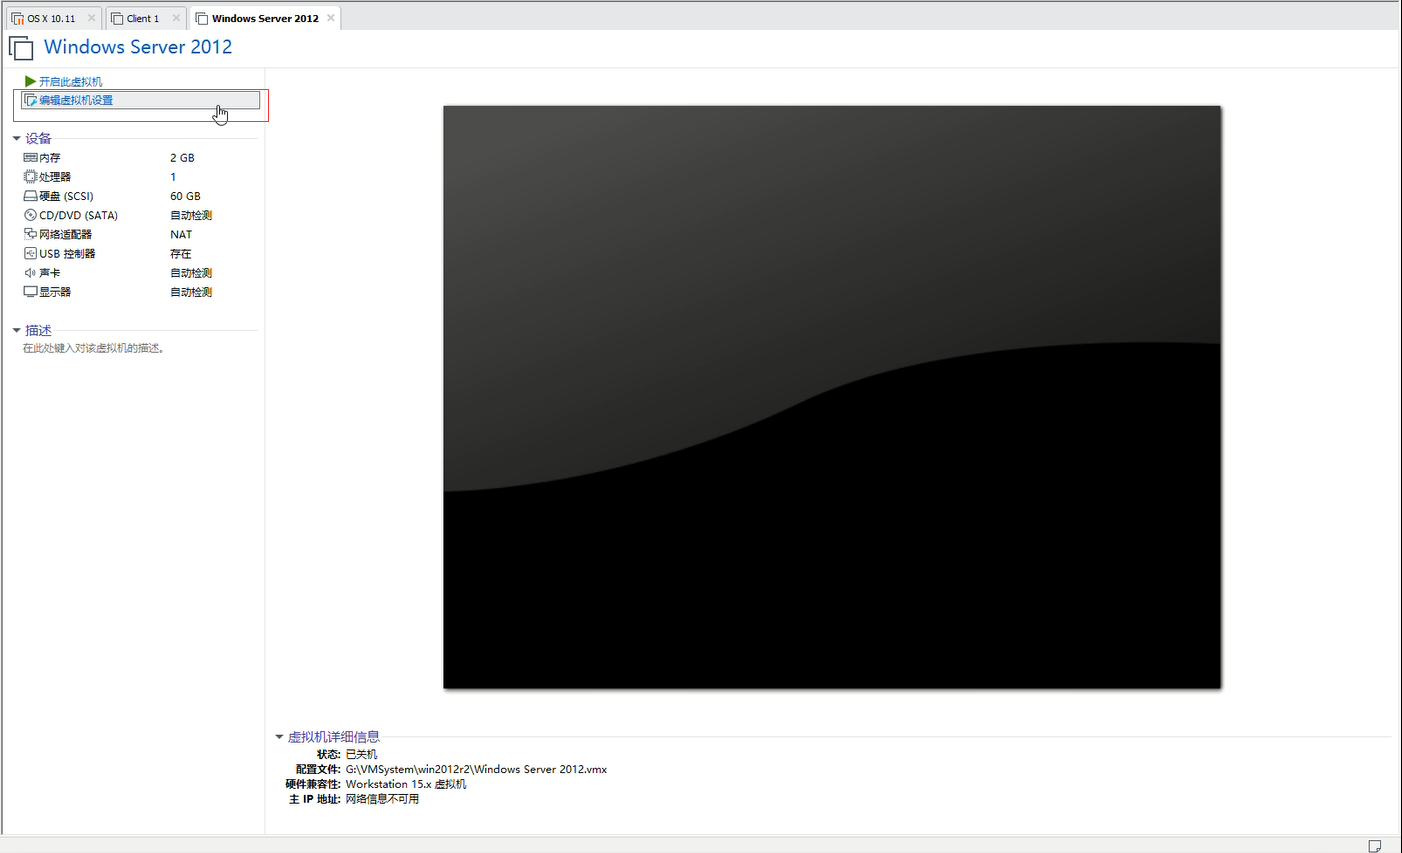 OS X 10.11
Client 1
Windows Server 2012
Windows Server 2012
开启此虚拟机
编辑虚拟机设置
设备
内存 2 GB
处理器 1
硬盘 (SCSI) 60 GB
CD/DVD (SATA) 自动检测
网络适配器 NAT
USB 控制器 存在
声卡 自动检测
显示器 自动检测
描述
在此处键入对该虚拟机的描述。
虚拟机详细信息
状态: 已关机
配置文件: G:\VMSystem\win2012r2\Windows Server 2012.vmx
硬件兼容性: Workstation 15.x 虚拟机
主 IP 地址: 网络信息不可用